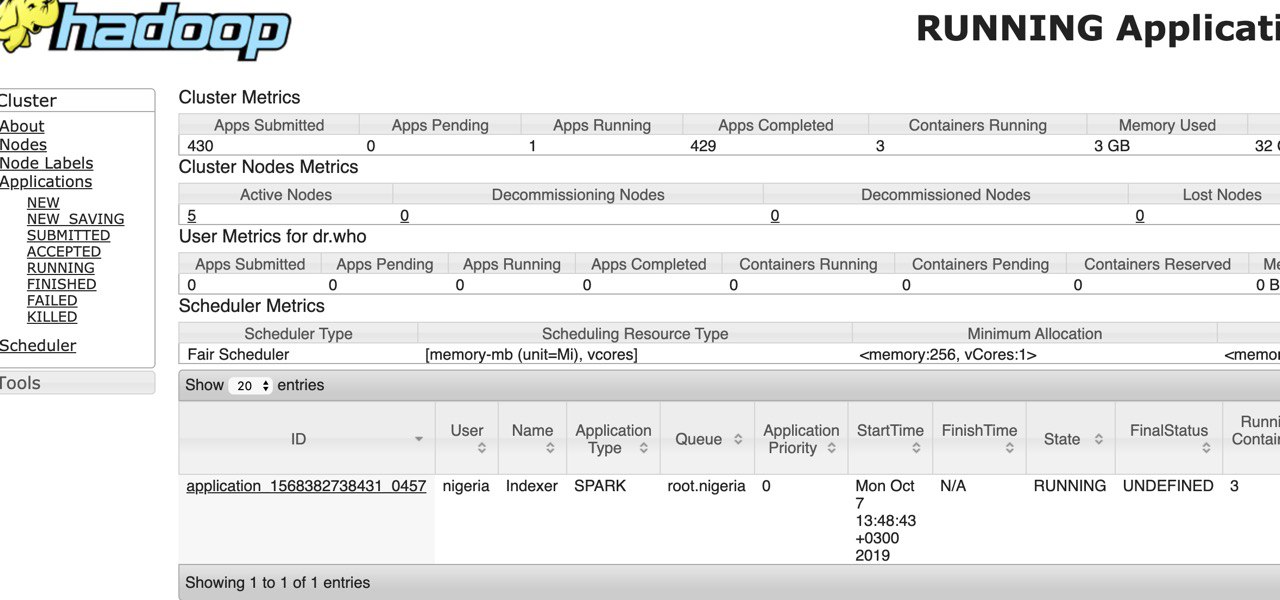 hadoop
RUNNING Applicati
Cluster
About
Nodes
Node Labels
Applications
NEW
NEW_SAVING
SUBMITTED
ACCEPTED
RUNNING
FINISHED
FAILED
KILLED
Scheduler
Tools
Cluster Metrics
Apps Submitted Apps Pending Apps Running Apps Completed Containers Running Memory Used
430 0 1 429 3 3 GB 32
Cluster Nodes Metrics
Active Nodes Decommissioning Nodes Decommissioned Nodes Lost Nodes
5 0 0 0
User Metrics for dr.who
Apps Submitted Apps Pending Apps Running Apps Completed Containers Running Containers Pending Containers Reserved Me
0 0 0 0 0 0 0 0 B
Scheduler Metrics
Scheduler Type Scheduling Resource Type Minimum Allocation
Fair Scheduler [memory-mb (unit=Mi), vcores] <memory:256, vCores:1> <memor
Show 20 entries
ID User Name Application Type Queue Application Priority StartTime FinishTime State FinalStatus Runni Contain
application_1568382738431_0457 nigeria Indexer SPARK root.nigeria 0 Mon Oct N/A RUNNING UNDEFINED 3
7
13:48:43
+0300
2019
Showing 1 to 1 of 1 entries